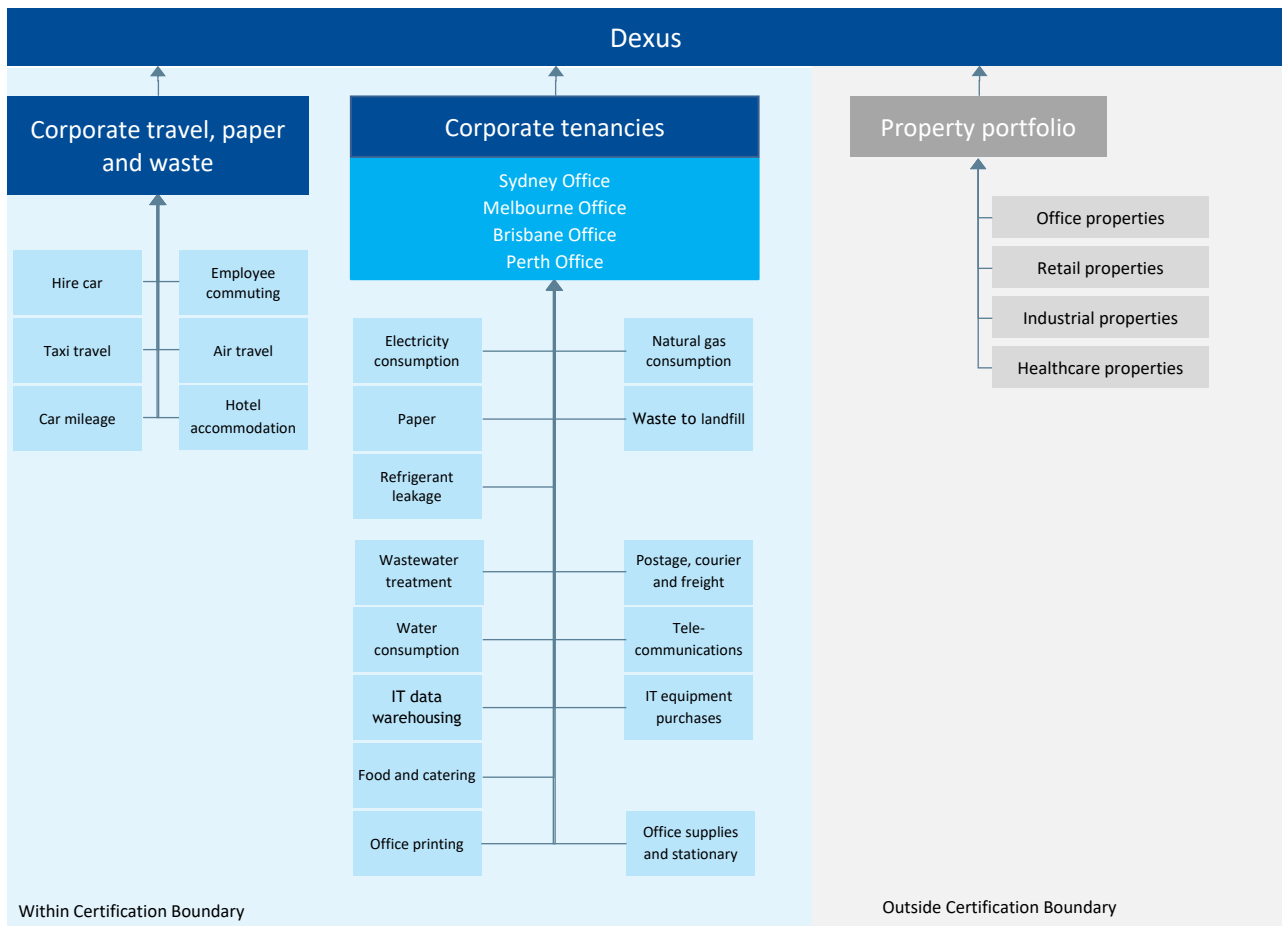 Dexus
Corporate travel, paper
and waste
Hire car
Employee
commuting
Taxi travel
Air travel
Car mileage
Hotel
accommodation
Corporate tenancies
Sydney Office
Melbourne Office
Brisbane Office
Perth Office
Electricity
consumption
Natural gas
consumption
Paper
Waste to landfill
Refrigerant
leakage
Wastewater
treatment
Postage, courier
and freight
Water
consumption
Tele-
communications
IT data
warehousing
IT equipment
purchases
Food and catering
Office printing
Office supplies
and stationary
Property portfolio
Office properties
Retail properties
Industrial properties
Healthcare properties
Within Certification Boundary
Outside Certification Boundary